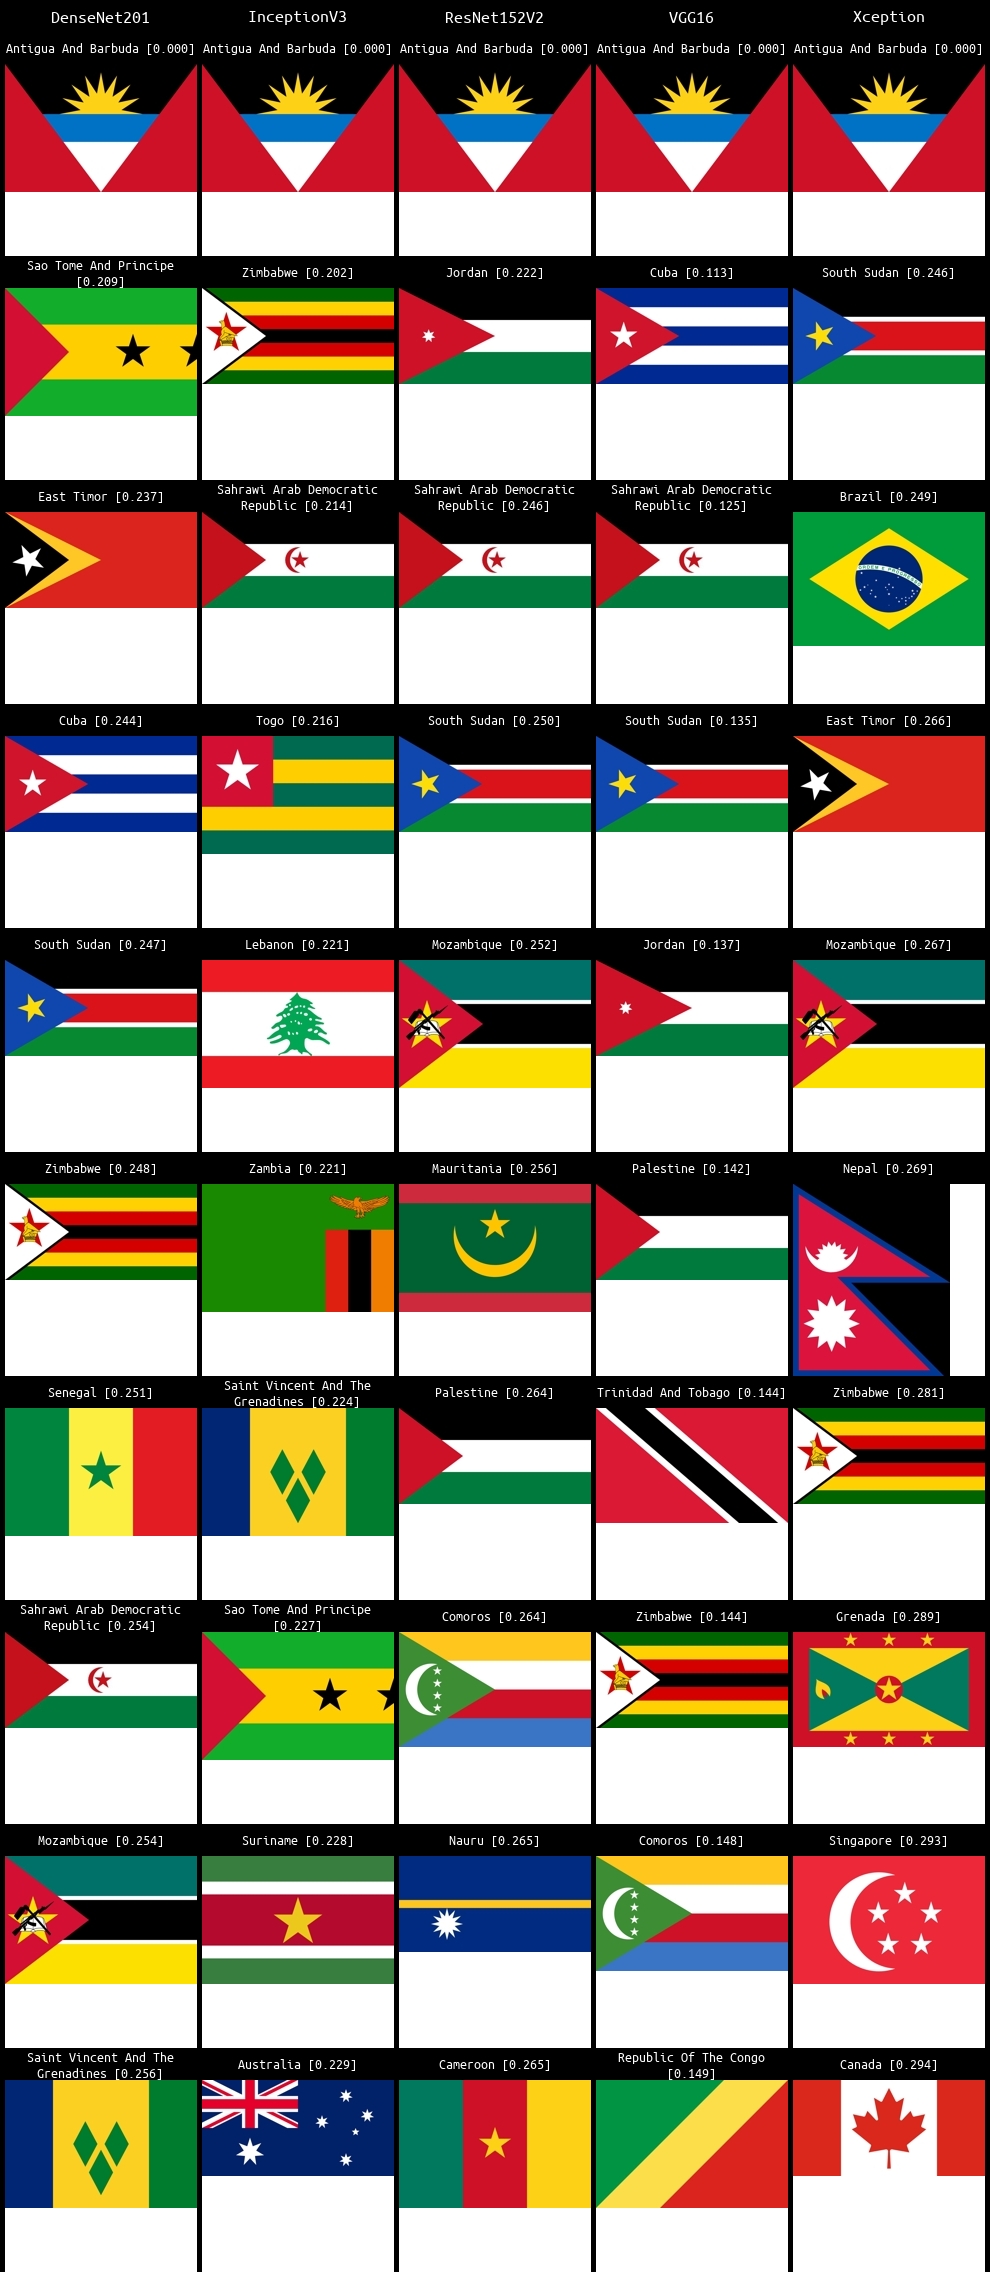 DenseNet201 InceptionV3 ResNet152V2 VGG16 Xception
Antigua And Barbuda [0.000] Antigua And Barbuda [0.000] Antigua And Barbuda [0.000] Antigua And Barbuda [0.000] Antigua And Barbuda [0.000]
Sao Tome And Principe
[0.209] Zimbabwe [0.202] Jordan [0.222] Cuba [0.113] South Sudan [0.246]
East Timor [0.237] Sahrawi Arab Democratic
Republic [0.214] Sahrawi Arab Democratic
Republic [0.246] Sahrawi Arab Democratic
Republic [0.125] Brazil [0.249]
Cuba [0.244] Togo [0.216] South Sudan [0.250] South Sudan [0.135] East Timor [0.266]
South Sudan [0.247] Lebanon [0.221] Mozambique [0.252] Jordan [0.137] Mozambique [0.267]
Zimbabwe [0.248] Zambia [0.221] Mauritania [0.256] Palestine [0.142] Nepal [0.269]
Senegal [0.251] Saint Vincent And The
Grenadines [0.224] Palestine [0.264] Trinidad And Tobago [0.144] Zimbabwe [0.281]
Sahrawi Arab Democratic
Republic [0.254] Sao Tome And Principe
[0.227] Comoros [0.264] Zimbabwe [0.144] Grenada [0.289]
Mozambique [0.254] Suriname [0.228] Nauru [0.265] Comoros [0.148] Singapore [0.293]
Saint Vincent And The
Grenadines [0.256] Australia [0.229] Cameroon [0.265] Republic Of The Congo
[0.149] Canada [0.294]